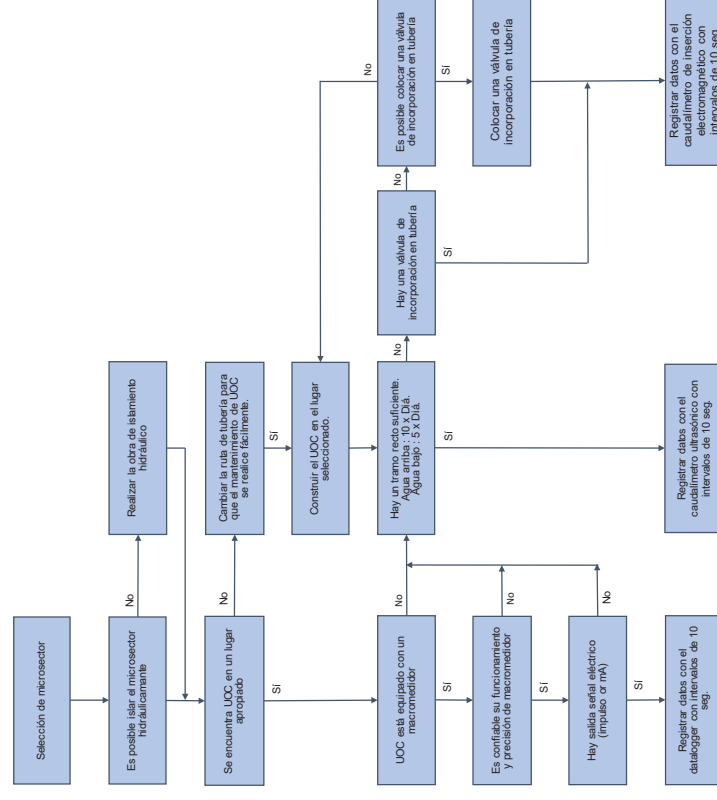 Selección de microsector
Es posible islar el microsector
hidráulicamente
No
Realizar la obra de islamiento
hidráulico
Se encuentra UOC en un lugar
apropiado
No
Cambiar la ruta de tubería para
que el mantenimiento de UOC
se realice fácilmente.
Sí
Sí
Construir el UOC en el lugar
seleccionado.
UOC está equipado con un
macromedidor
No
Hay un tramo recto suficiente.
Agua arriba : 10 x Diá.
Agua bajo : 5 x Diá.
No
Hay una válvula de
incorporación en tubería
No
Es posible colocar una válvula
de incorporación en tubería
No
Sí
Es confiable su funcionamiento
y precisión de macromedidor
No
Sí
Sí
Sí
Colocar una válvula de
incorporación en tubería
Sí
Hay salida señal eléctrico
(impulso or mA)
No
Sí
Registrar datos con el
datalogger con intervalos de 10
seg.
Registrar datos con el
caudalímetro ultrasónico con
intervalos de 10 seg.
Registrar datos con el
caudalímetro de inserción
electromagnético con
intervalos de 10 seg.